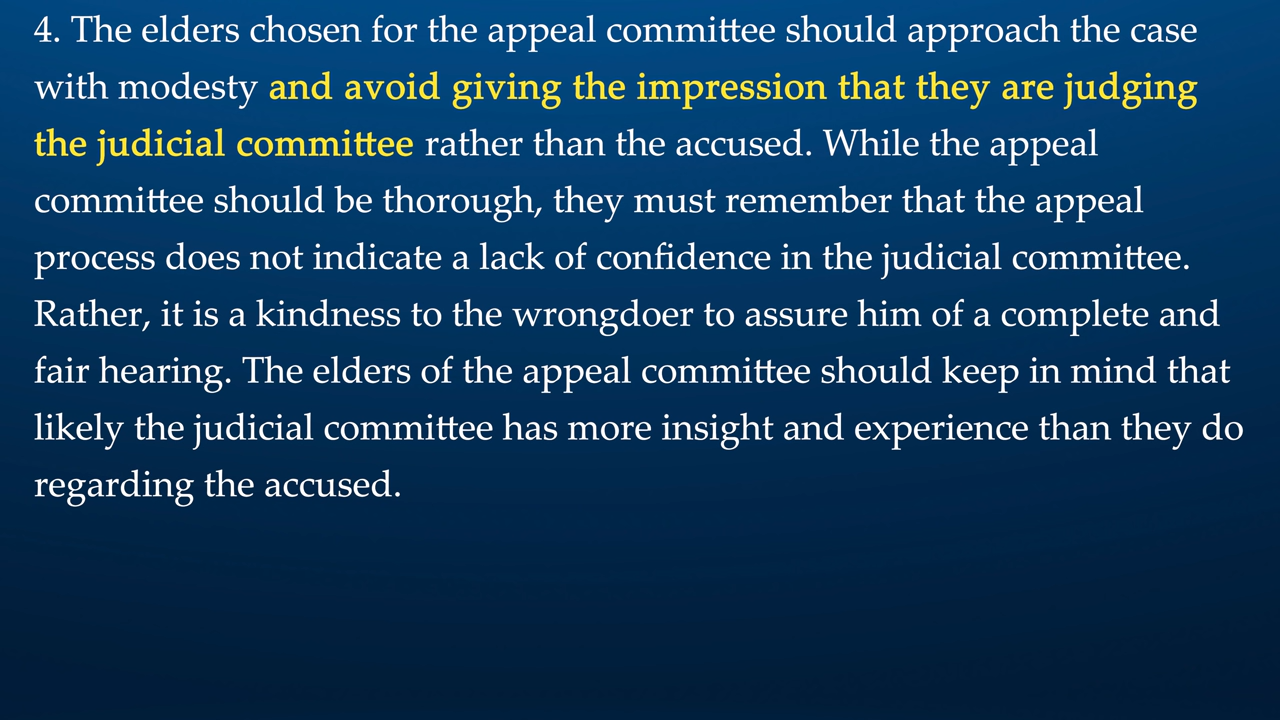 4. The elders chosen for the appeal committee should approach the case
with modesty and avoid giving the impression that they are judging
the judicial committee rather than the accused. While the appeal
committee should be thorough, they must remember that the appeal
process does not indicate a lack of confidence in the judicial committee.
Rather, it is a kindness to the wrongdoer to assure him of a complete and
fair hearing. The elders of the appeal committee should keep in mind that
likely the judicial committee has more insight and experience than they do
regarding the accused.